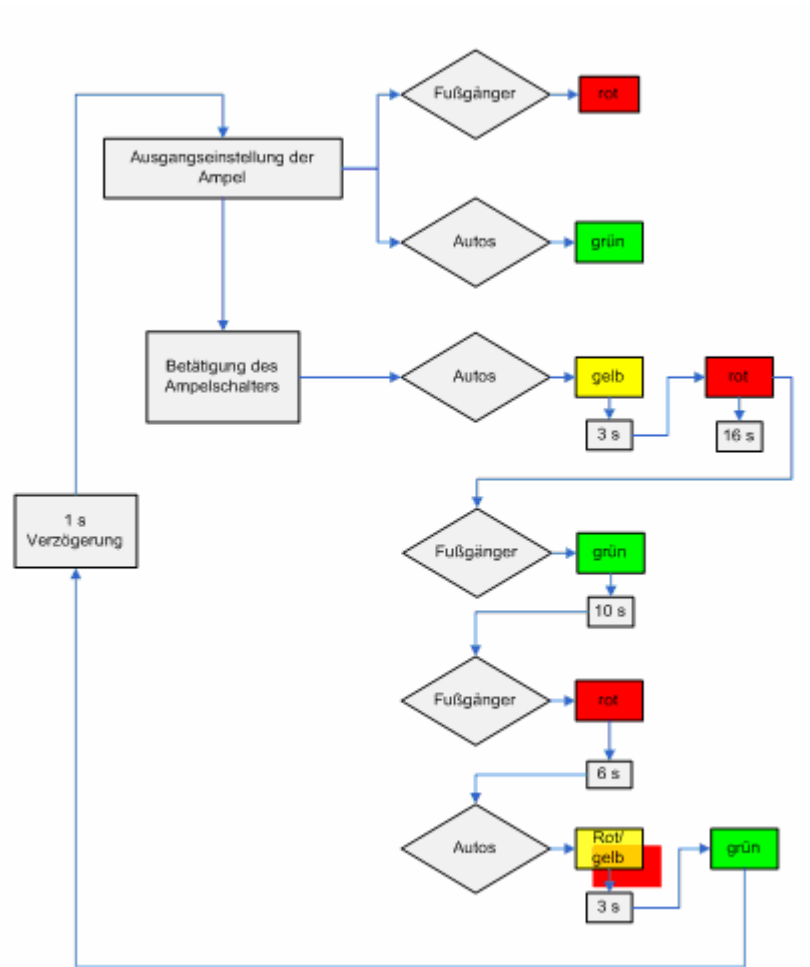 Fußgänger
rot
Ausgangseinstellung der
Ampel
Autos
grün
Betätigung des
Ampelschalters
Autos
gelb
rot
3 s
16 s
1 s
Verzögerung
Fußgänger
grün
10 s
Fußgänger
rot
6 s
Autos
Rot/
gelb
grün
3 s